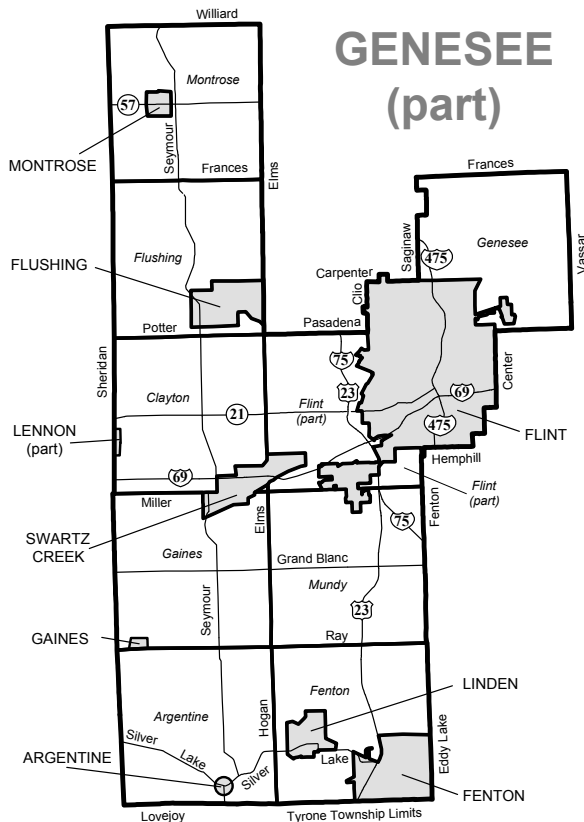 GENESEE
(part)
Williard
Montrose
57
MONTROSE
Seymour
Frances
Elms
Frances
Saginaw
475
Genesee
Vassar
Flushing
FLUSHING
Carpenter
Clio
Potter
Pasadena
Sheridan
75
23
Clayton
21
Flint
(part)
69
475
Center
FLINT
LENNON
(part)
69
Hemphill
Flint
(part)
Miller
Elms
SWARTZ
CREEK
Fenton
75
Gaines
Grand Blanc
Mundy
Seymour
23
GAINES
Ray
LINDEN
Fenton
Argentine
Hogan
Silver
Lake
Silver
Lake
Eddy Lake
ARGENTINE
FENTON
Lovejoy
Tyrone Township Limits